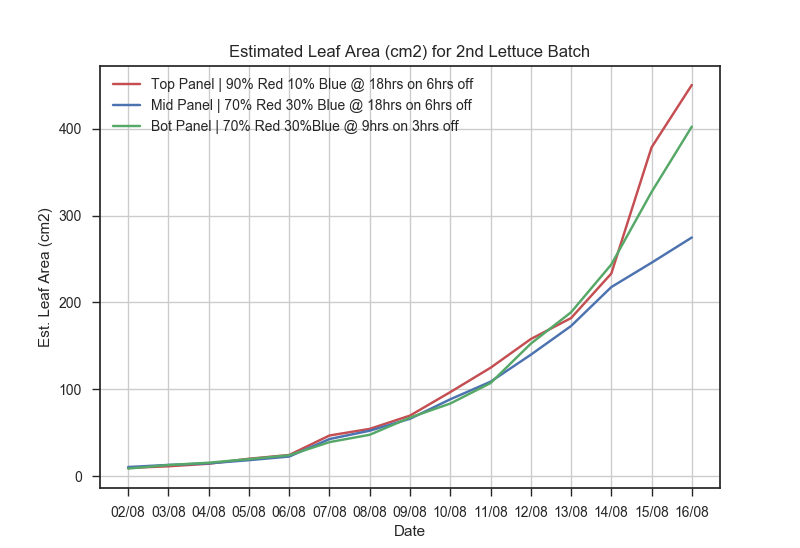 Estimated Leaf Area (cm2) for 2nd Lettuce Batch
Top Panel | 90% Red 10% Blue @ 18hrs on 6hrs off
Mid Panel | 70% Red 30% Blue @ 18hrs on 6hrs off
Bot Panel | 70% Red 30%Blue @ 9hrs on 3hrs off
Est. Leaf Area (cm2)
400
300
200
100
0
02/08 03/08 04/08 05/08 06/08 07/08 08/08 09/08 10/08 11/08 12/08 13/08 14/08 15/08 16/08
Date